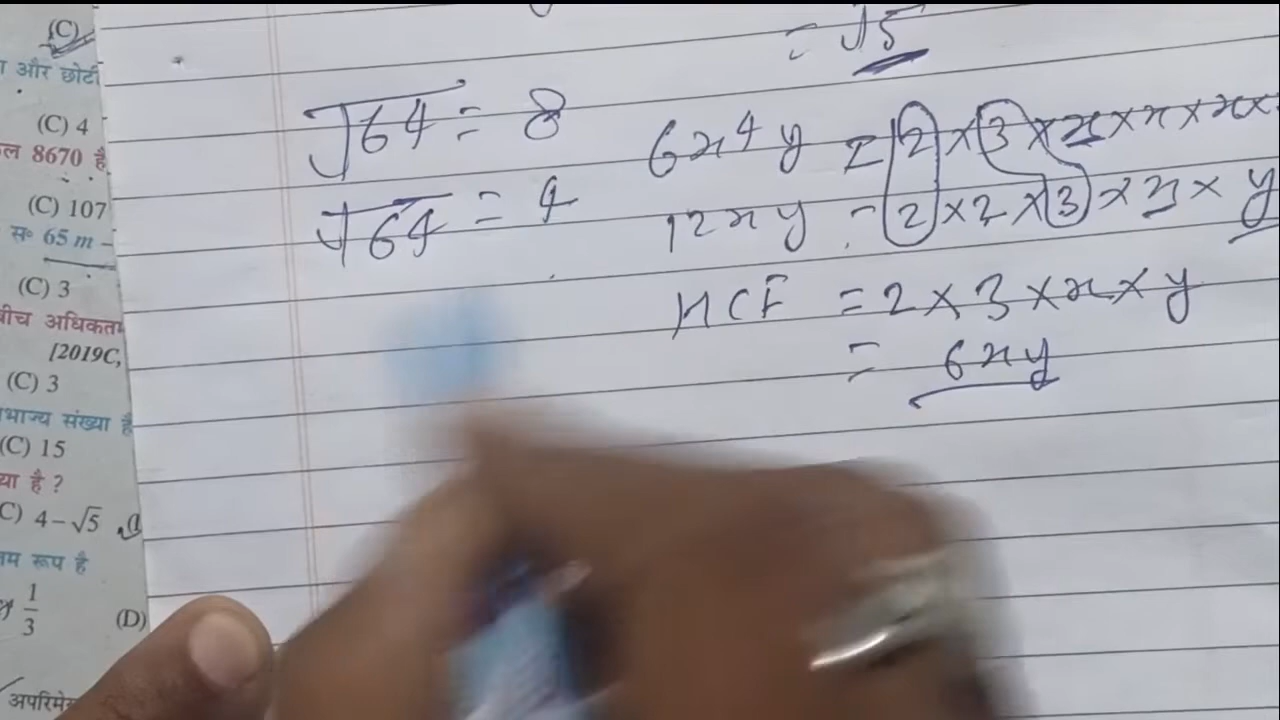 (C)
और छोटी
(C) 4
8670 है
(C) 107
स० 65 m –
(C) 3
बीच अधिकतम
[2019C,
(C) 3
भाज्य संख्या है
(C) 15
या है ?
C) 4 – √5
रूप है
1/3 (D)
= √5
√64 = 8
√64 = 4
6x⁴y = 2 × 3 × x × x × x ×
12xy = 2 × 2 × 3 × x × y
HCF = 2 × 3 × x × y
= 6xy